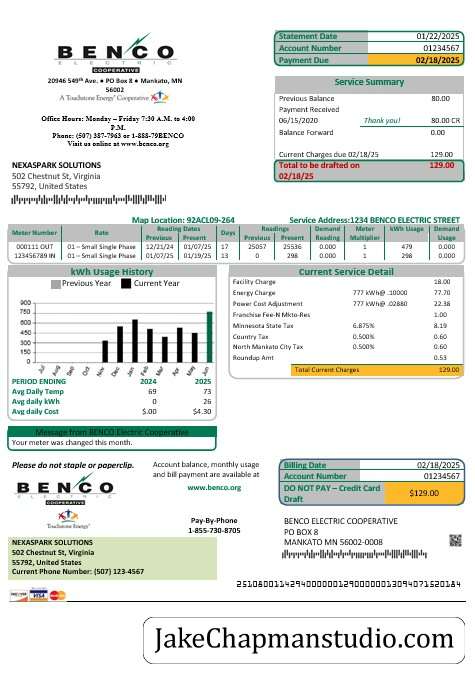 BENCO
ELECTRIC
COOPERATIVE
20946 549th Ave. • PO Box 8 • Mankato, MN
56002
A Touchstone Energy® Cooperative
Office Hours: Monday – Friday 7:30 A.M. to 4:00
P.M.
Phone: (507) 387-7963 or 1-888-79BENCO
Visit us online at www.benco.org
NEXASPARK SOLUTIONS
502 Chestnut St, Virginia
55792, United States
Statement Date 01/22/2025
Account Number 01234567
Payment Due 02/18/2025
Service Summary
Previous Balance 80.00
Payment Received
06/15/2020 Thank you! 80.00 CR
Balance Forward 0.00
Current Charges due 02/18/25 129.00
Total to be drafted on 129.00
02/18/25
Map Location: 92ACL09-264 Service Address:1234 BENCO ELECTRIC STREET
Meter Number Rate Reading Dates Previous Present Days Readings Previous Present Demand Reading Meter Multiplier kWh Usage Demand Usage
000111 OUT 01 – Small Single Phase 12/21/24 01/07/25 17 25057 25536 0.000 1 479 0.000
123456789 IN 01 – Small Single Phase 01/07/25 01/19/25 13 0 298 0.000 1 298 0.000
kWh Usage History
Previous Year Current Year
900
750
600
450
300
150
0
Jul Aug Sep Oct Nov Dec Jan Feb Mar Apr May Jun
PERIOD ENDING 2024 2025
Avg Daily Temp 69 73
Avg daily kWh 0 26
Avg daily Cost $.00 $4.30
Current Service Detail
Facility Charge 18.00
Energy Charge 777 kWh@ .10000 77.70
Power Cost Adjustment 777 kWh@ .02880 22.38
Franchise Fee-N Mkto-Res 1.00
Minnesota State Tax 6.875% 8.19
Country Tax 0.500% 0.60
North Mankato City Tax 0.500% 0.60
Roundup Amt 0.53
Total Current Charges 129.00
Message from BENCO Electric Cooperative
Your meter was changed this month.
Please do not staple or paperclip.
BENCO
ELECTRIC
COOPERATIVE
Touchstone Energy®
Account balance, monthly usage
and bill payment are available at
www.benco.org
Pay-By-Phone
1-855-730-8705
Billing Date 02/18/2025
Account Number 01234567
DO NOT PAY – Credit Card
Draft $129.00
BENCO ELECTRIC COOPERATIVE
PO BOX 8
MANKATO MN 56002-0008
NEXASPARK SOLUTIONS
502 Chestnut St, Virginia
55792, United States
Current Phone Number: (507) 123-4567
VISA
JakeChapmanstudio.com